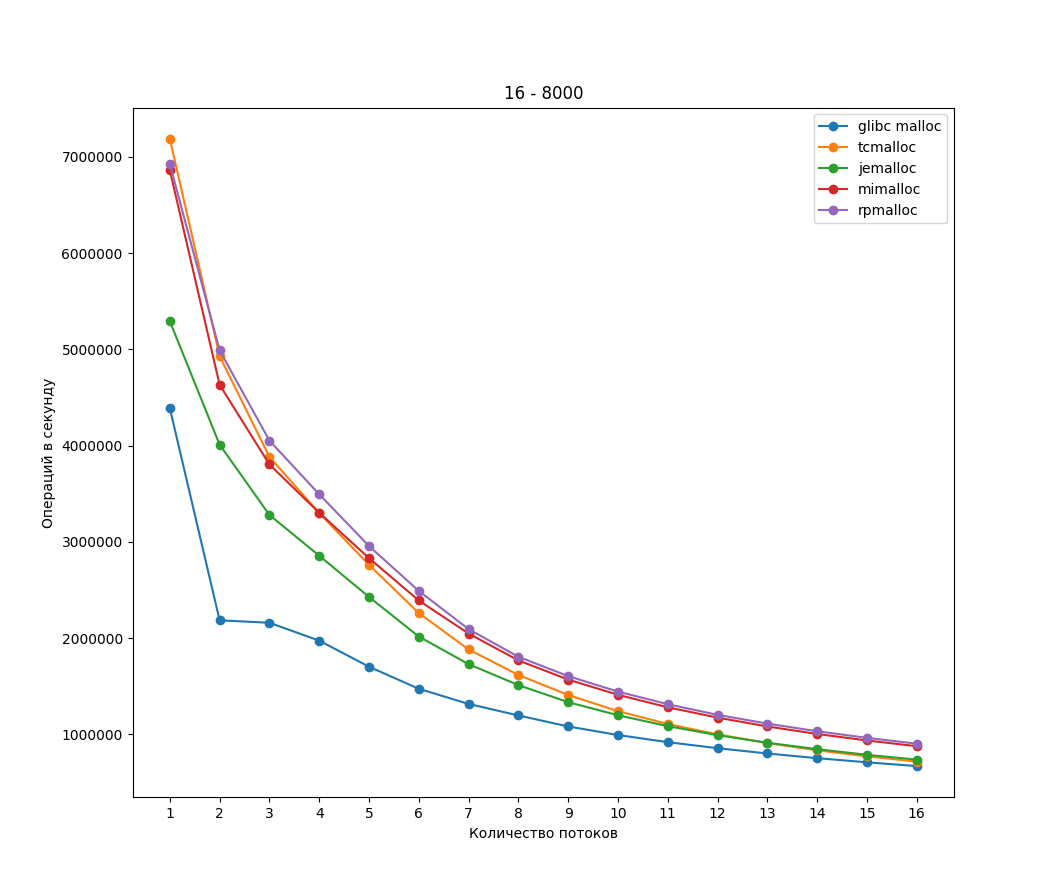 16 - 8000
glibc malloc
tcmalloc
jemalloc
mimalloc
rpmalloc
7000000
6000000
5000000
4000000
3000000
2000000
1000000
Операций в секунду
1 2 3 4 5 6 7 8 9 10 11 12 13 14 15 16
Количество потоков